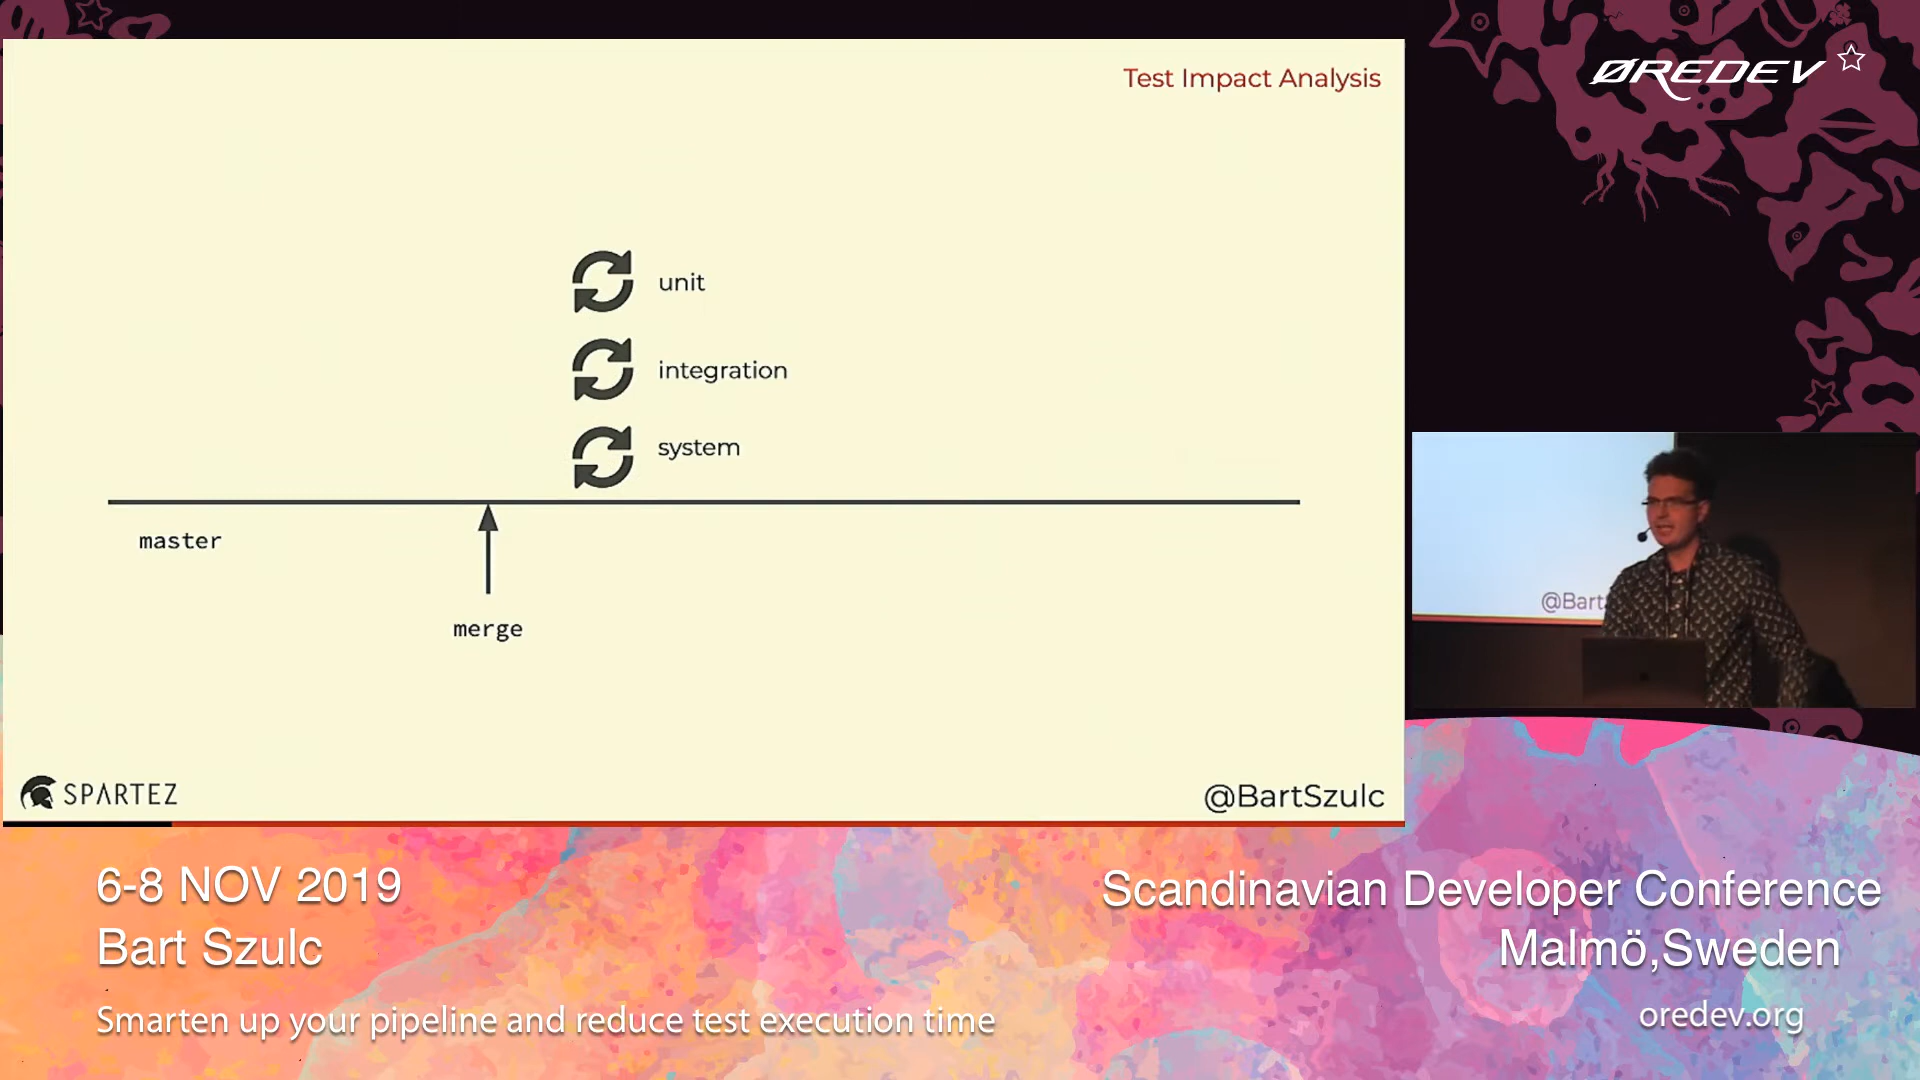 Test Impact Analysis
ØREDEV
unit
integration
system
master
merge
SPARTEZ
@BartSzulc
@Bart
6-8 NOV 2019
Bart Szulc
Smarten up your pipeline and reduce test execution time
Scandinavian Developer Conference
Malmö,Sweden
oredev.org